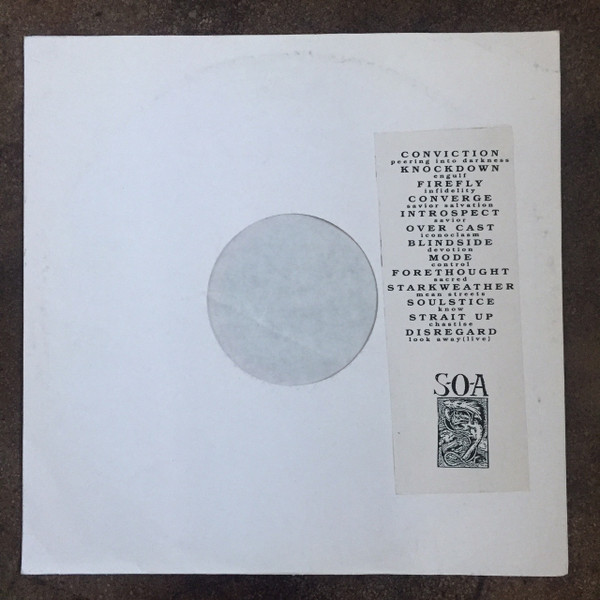 CONVICTION
peering into darkness
KNOCKDOWN
engulf
FIREFLY
infidelity
CONVERGE
savior salvation
INTROSPECT
savior
OVER CAST
iconoclasm
BLINDSIDE
devotion
MODE
control
FORETHOUGHT
sacred
STARKWEATHER
mean streets
SOULSTICE
know
STRAIT UP
chastise
DISREGARD
look away(live)
S·O·A